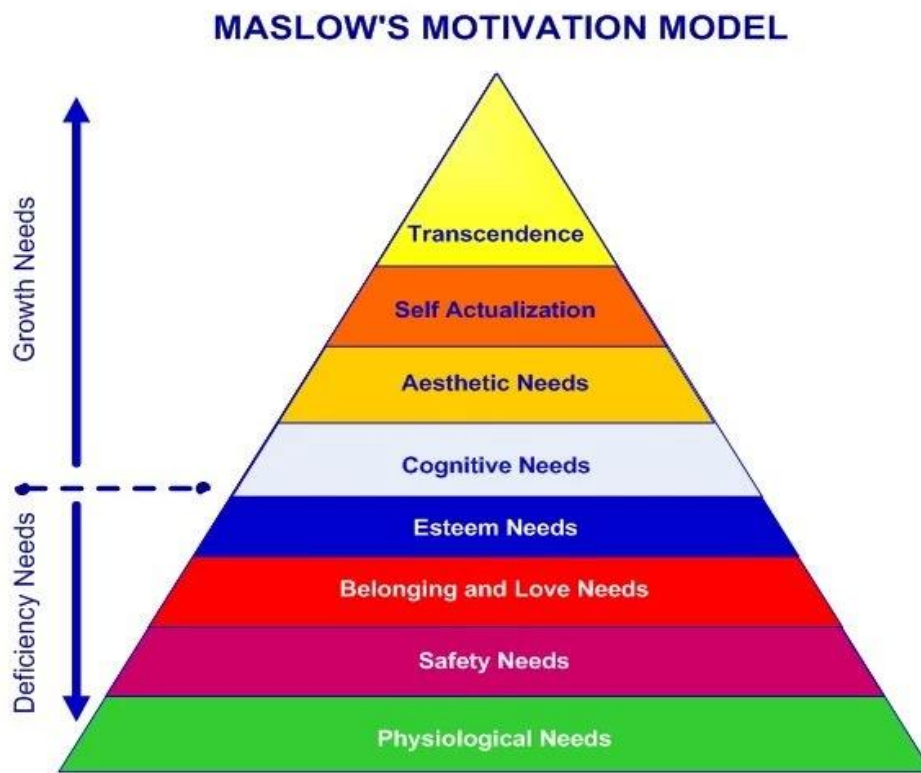 MASLOW'S MOTIVATION MODEL
Growth Needs
Deficiency Needs
Transcendence
Self Actualization
Aesthetic Needs
Cognitive Needs
Esteem Needs
Belonging and Love Needs
Safety Needs
Physiological Needs